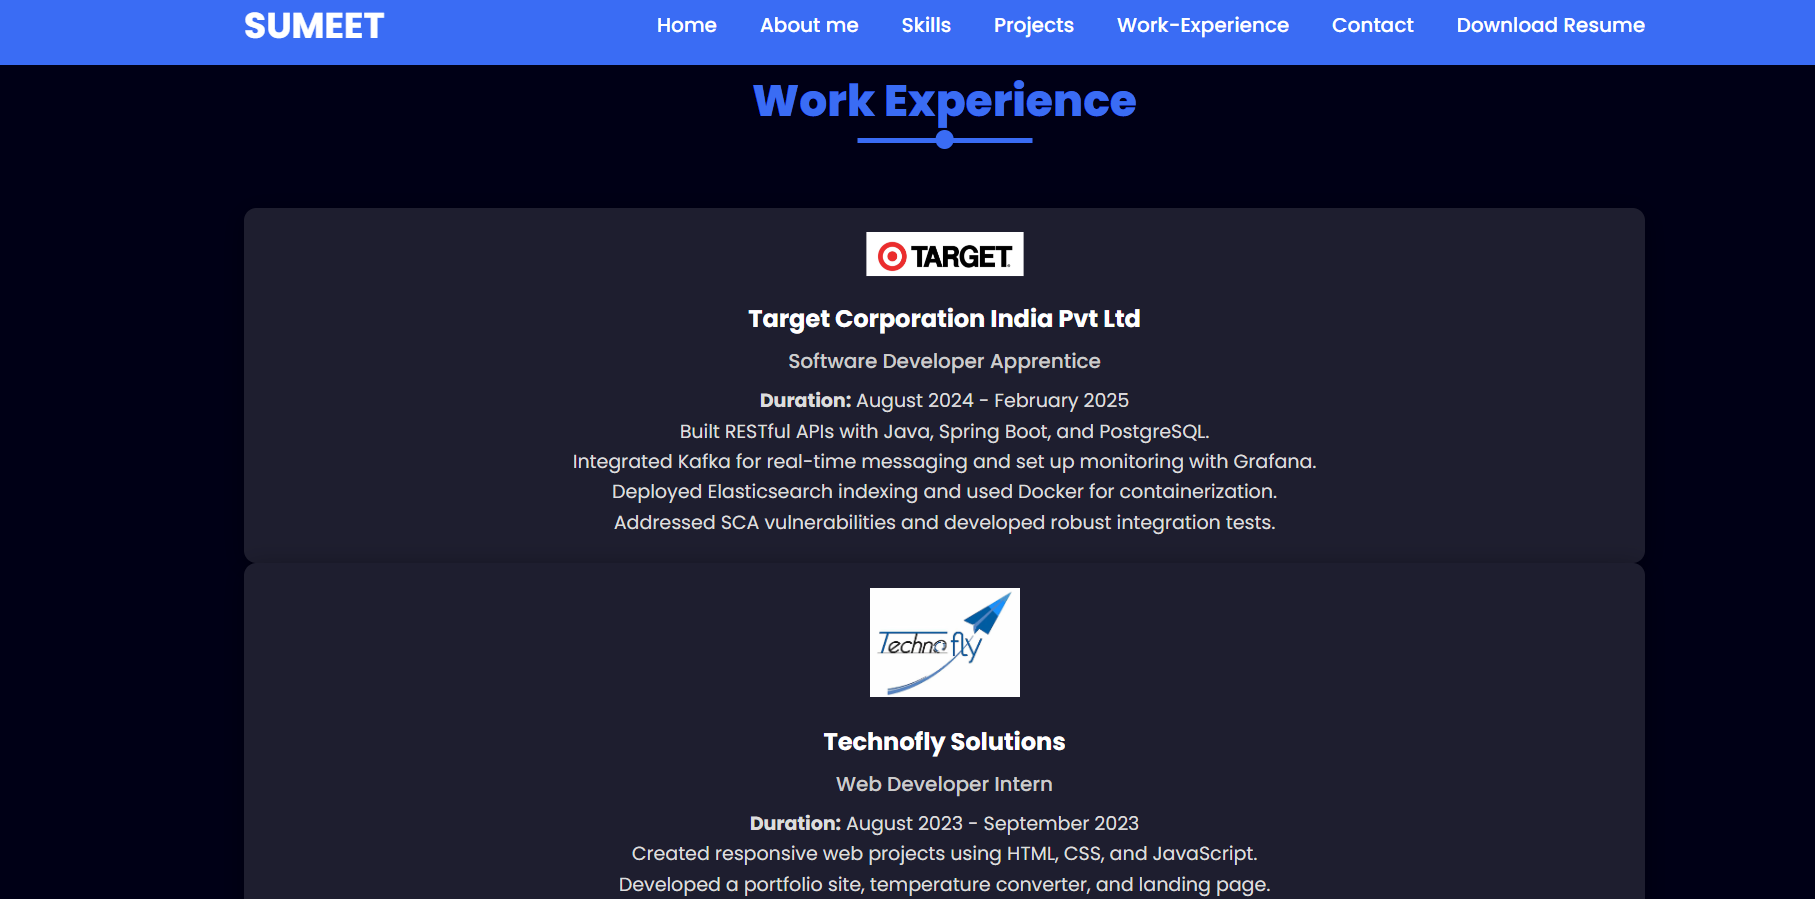 SUMEET
Home About me Skills Projects Work-Experience Contact Download Resume
Work Experience
TARGET
Target Corporation India Pvt Ltd
Software Developer Apprentice
Duration: August 2024 - February 2025
Built RESTful APIs with Java, Spring Boot, and PostgreSQL.
Integrated Kafka for real-time messaging and set up monitoring with Grafana.
Deployed Elasticsearch indexing and used Docker for containerization.
Addressed SCA vulnerabilities and developed robust integration tests.
Technofly
Technofly Solutions
Web Developer Intern
Duration: August 2023 - September 2023
Created responsive web projects using HTML, CSS, and JavaScript.
Developed a portfolio site, temperature converter, and landing page.